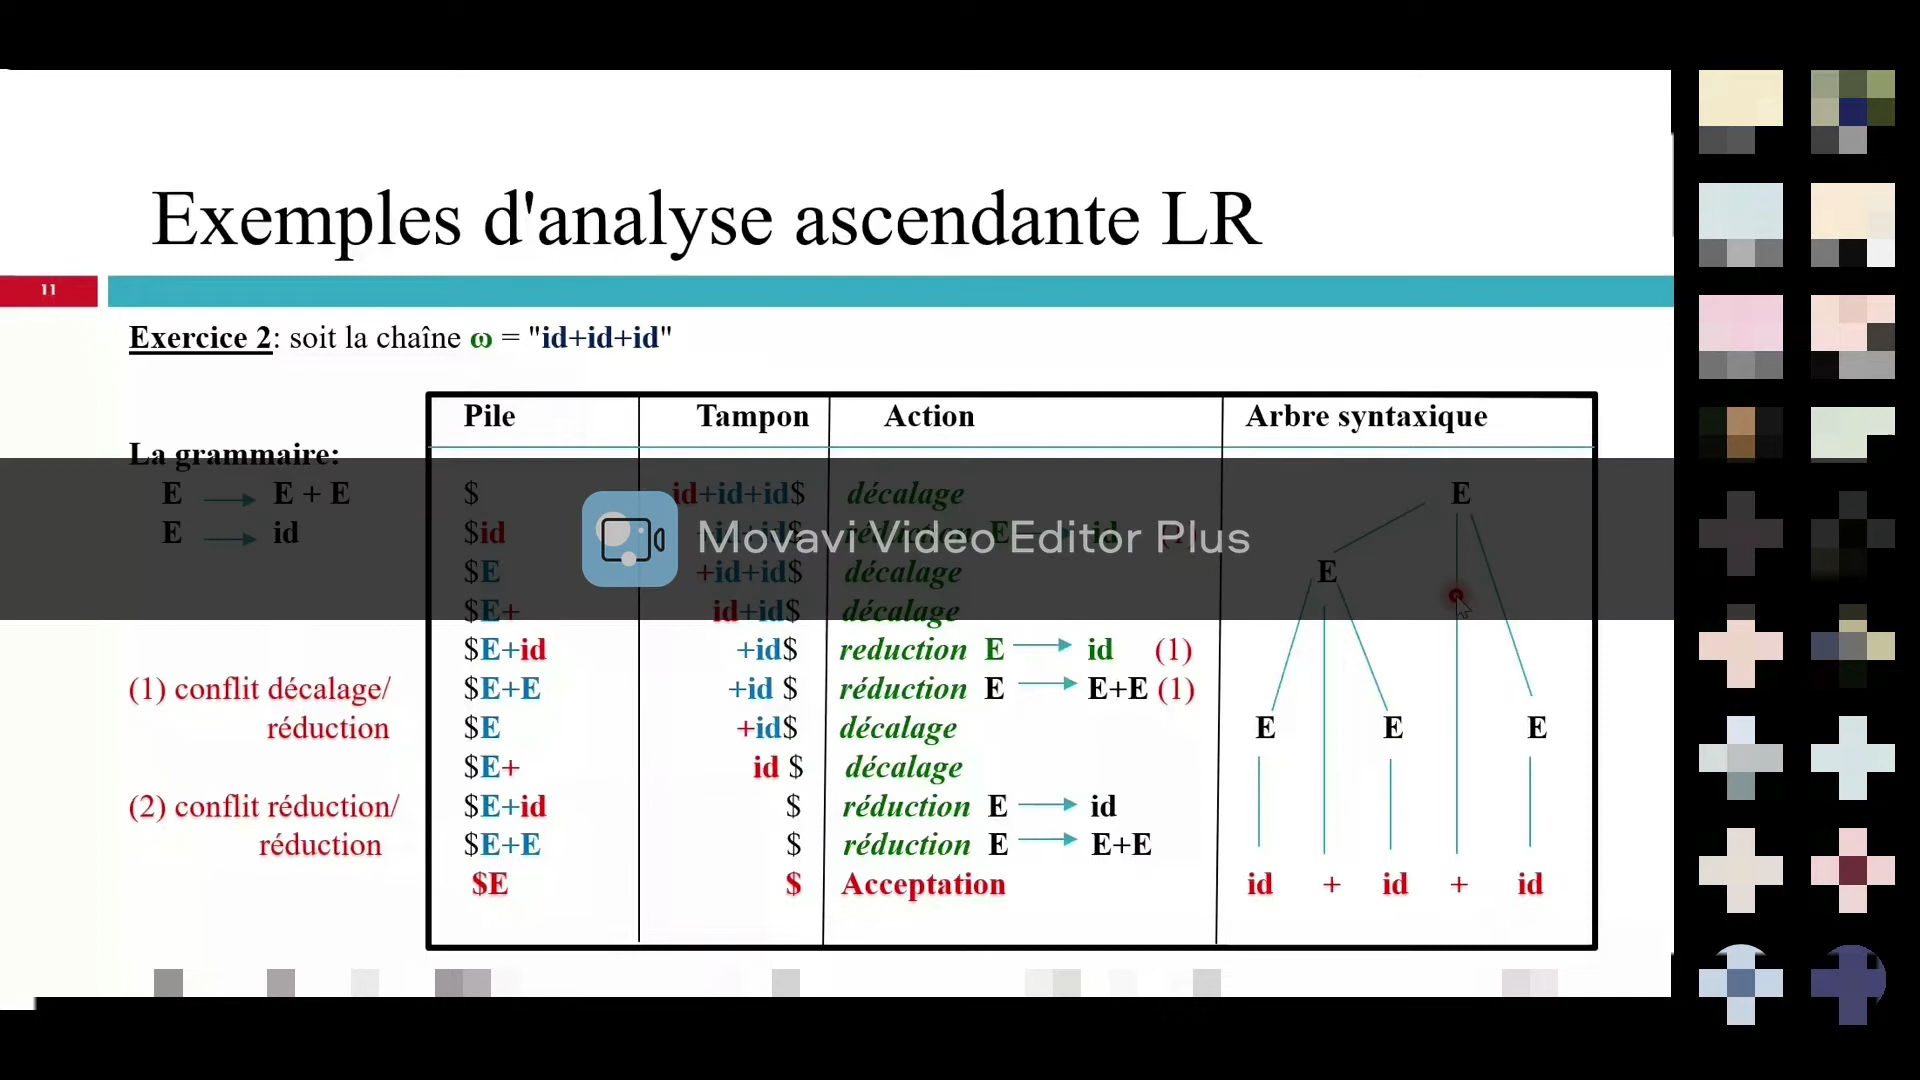 Exemples d'analyse ascendante LR
11
Exercice 2: soit la chaîne ω = "id+id+id"
Pile Tampon Action Arbre syntaxique
La grammaire:
E → E + E
E → id
$ id+id+id$ décalage
$id +id+id$ réduction E → id (1)
$E +id+id$ décalage
$E+ id+id$ décalage
$E+id +id$ reduction E → id (1)
$E+E +id $ réduction E → E+E (1)
$E +id$ décalage
$E+ id $ décalage
$E+id $ réduction E → id
$E+E $ réduction E → E+E
$E $ Acceptation
(1) conflit décalage/
réduction
(2) conflit réduction/
réduction
E
E
E E E
id + id + id
Movavi Video Editor Plus